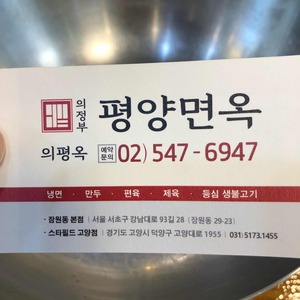 의정부
평양면옥
의평옥 예약문의 02) 547-6947
냉면 · 만두 · 편육 · 제육 · 등심 생불고기
• 잠원동 본점 | 서울 서초구 강남대로 93길 28 (잠원동 29-23)
• 스타필드 고양점 | 경기도 고양시 덕양구 고양대로 1955 | 031) 5173.1455